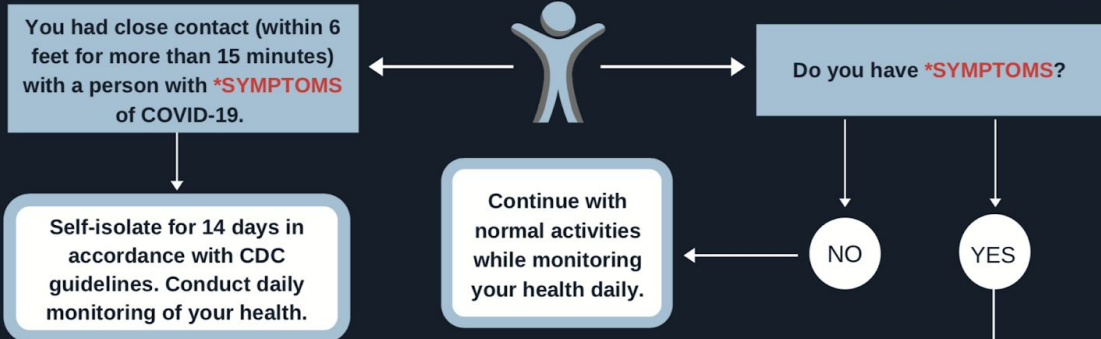 You had close contact (within 6
feet for more than 15 minutes)
with a person with *SYMPTOMS
of COVID-19.
Do you have *SYMPTOMS?
Self-isolate for 14 days in
accordance with CDC
guidelines. Conduct daily
monitoring of your health.
Continue with
normal activities
while monitoring
your health daily.
NO
YES